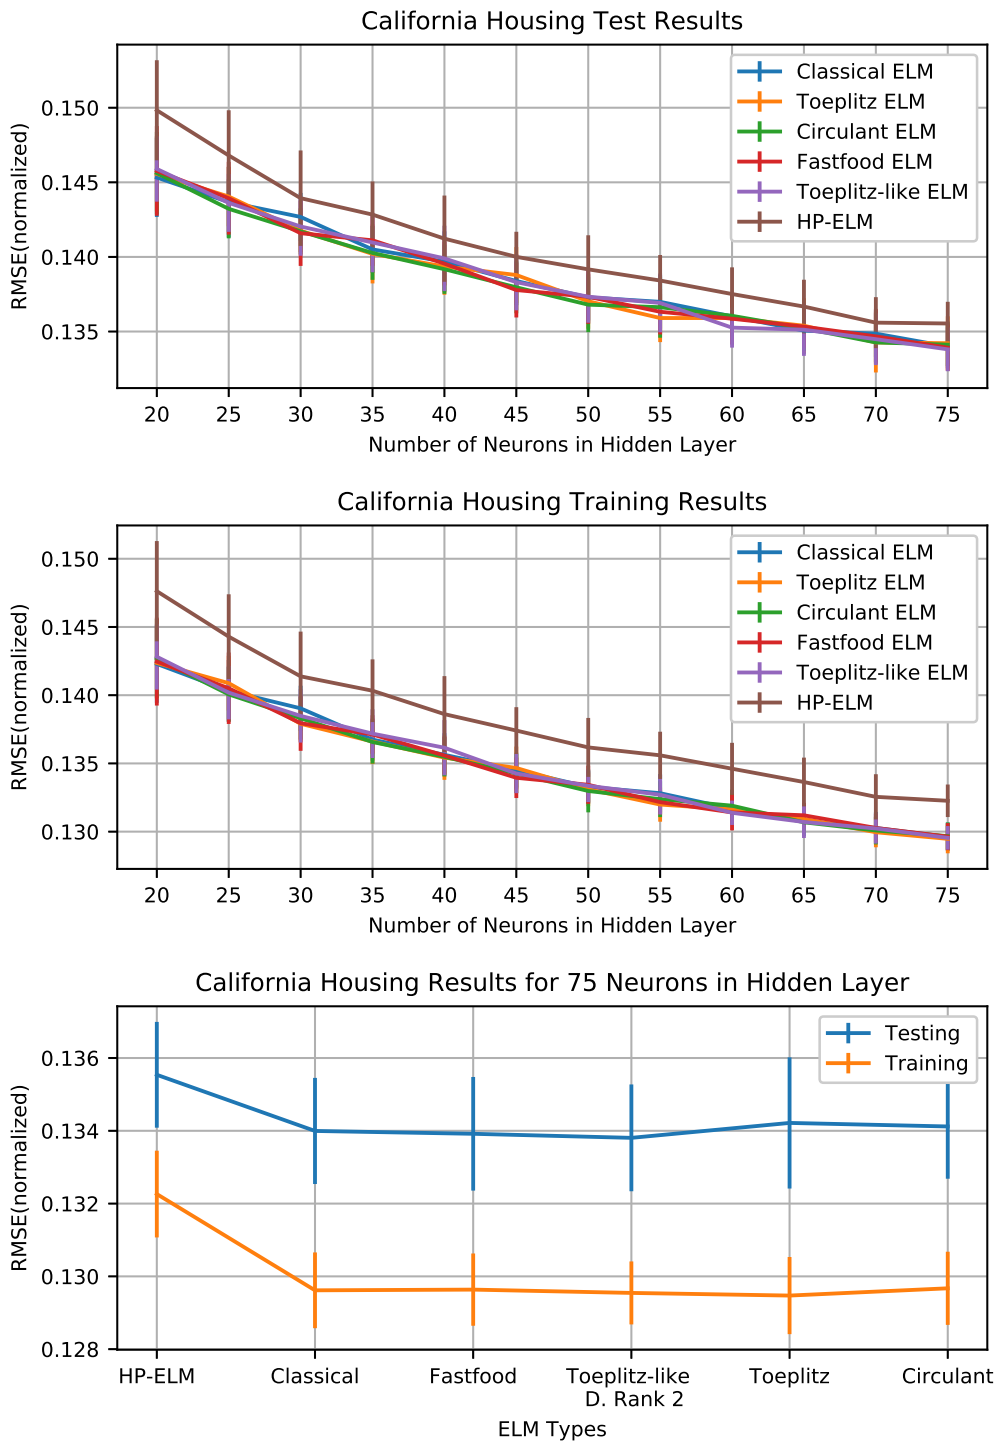 California Housing Test Results
RMSE(normalized)
0.150
0.145
0.140
0.135
Classical ELM
Toeplitz ELM
Circulant ELM
Fastfood ELM
Toeplitz-like ELM
HP-ELM
20 25 30 35 40 45 50 55 60 65 70 75
Number of Neurons in Hidden Layer
California Housing Training Results
RMSE(normalized)
0.150
0.145
0.140
0.135
0.130
Classical ELM
Toeplitz ELM
Circulant ELM
Fastfood ELM
Toeplitz-like ELM
HP-ELM
20 25 30 35 40 45 50 55 60 65 70 75
Number of Neurons in Hidden Layer
California Housing Results for 75 Neurons in Hidden Layer
RMSE(normalized)
0.136
0.134
0.132
0.130
0.128
Testing
Training
HP-ELM Classical Fastfood Toeplitz-like Toeplitz Circulant
D. Rank 2
ELM Types